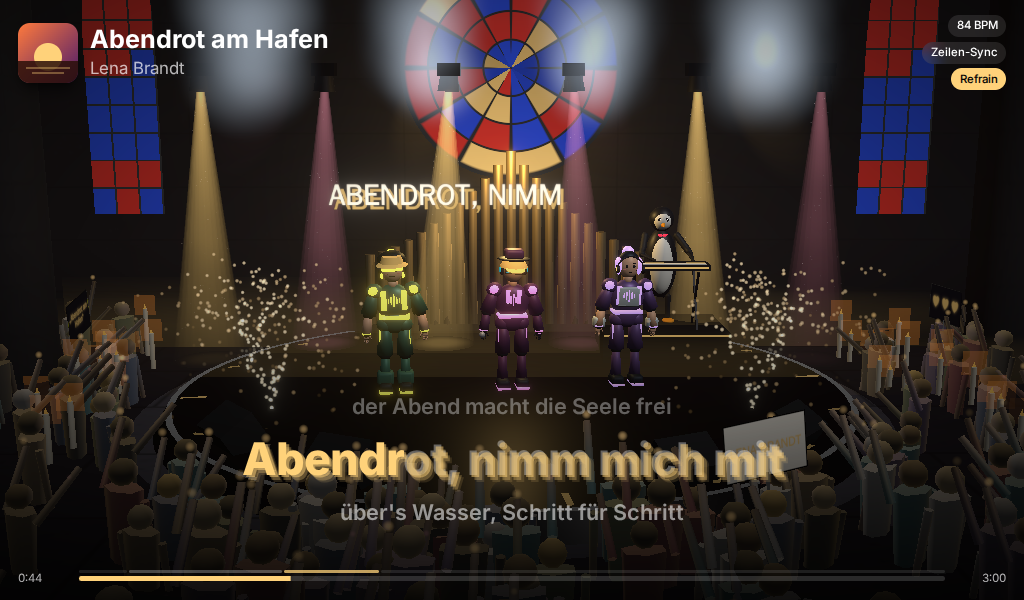 Abendrot am Hafen
Lena Brandt
84 BPM
Zeilen-Sync
Refrain
ABENDROT, NIMM
der Abend macht die Seele frei
Abendrot, nimm mich mit
über's Wasser, Schritt für Schritt
0:44
3:00